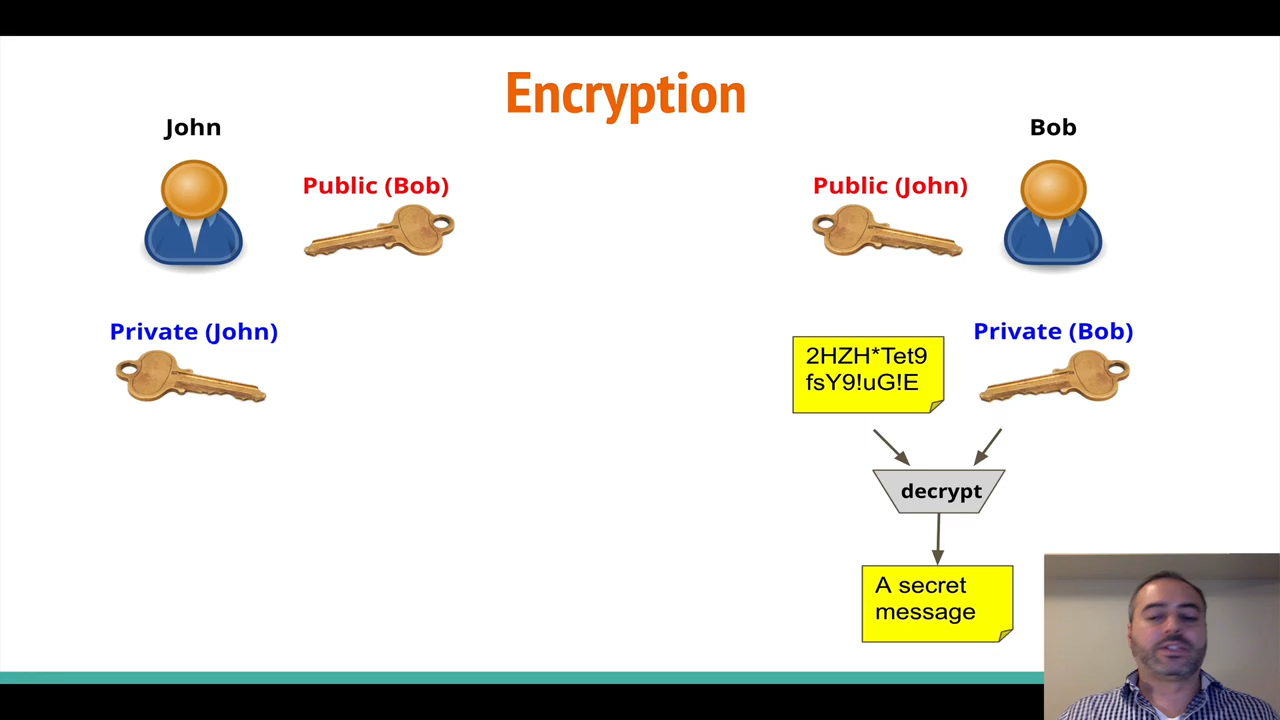 Encryption
John
Bob
Public (Bob)
Public (John)
Private (John)
Private (Bob)
2HZH*Tet9
fsY9!uG!E
decrypt
A secret
message